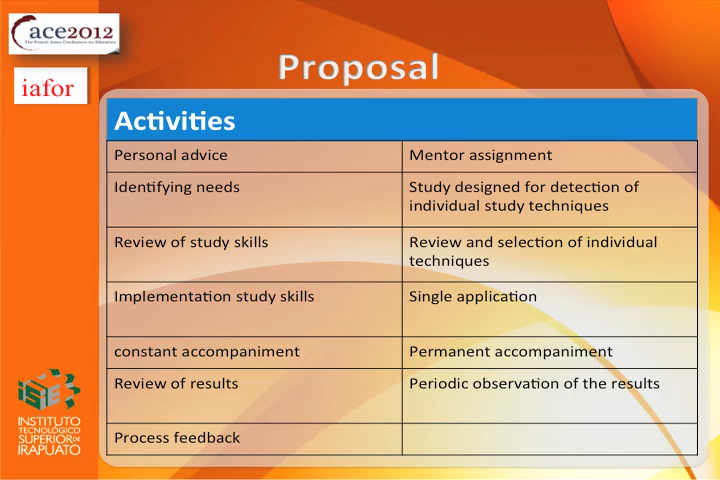 ace2012
The Fourth Asian Conference on Education
iafor
Proposal
Activities
Personal advice
Mentor assignment
Identifying needs
Study designed for detection of
individual study techniques
Review of study skills
Review and selection of individual
techniques
Implementation study skills
Single application
constant accompaniment
Permanent accompaniment
Review of results
Periodic observation of the results
Process feedback
INSTITUTO
TECNOLÓGICO
SUPERIOR DE
IRAPUATO